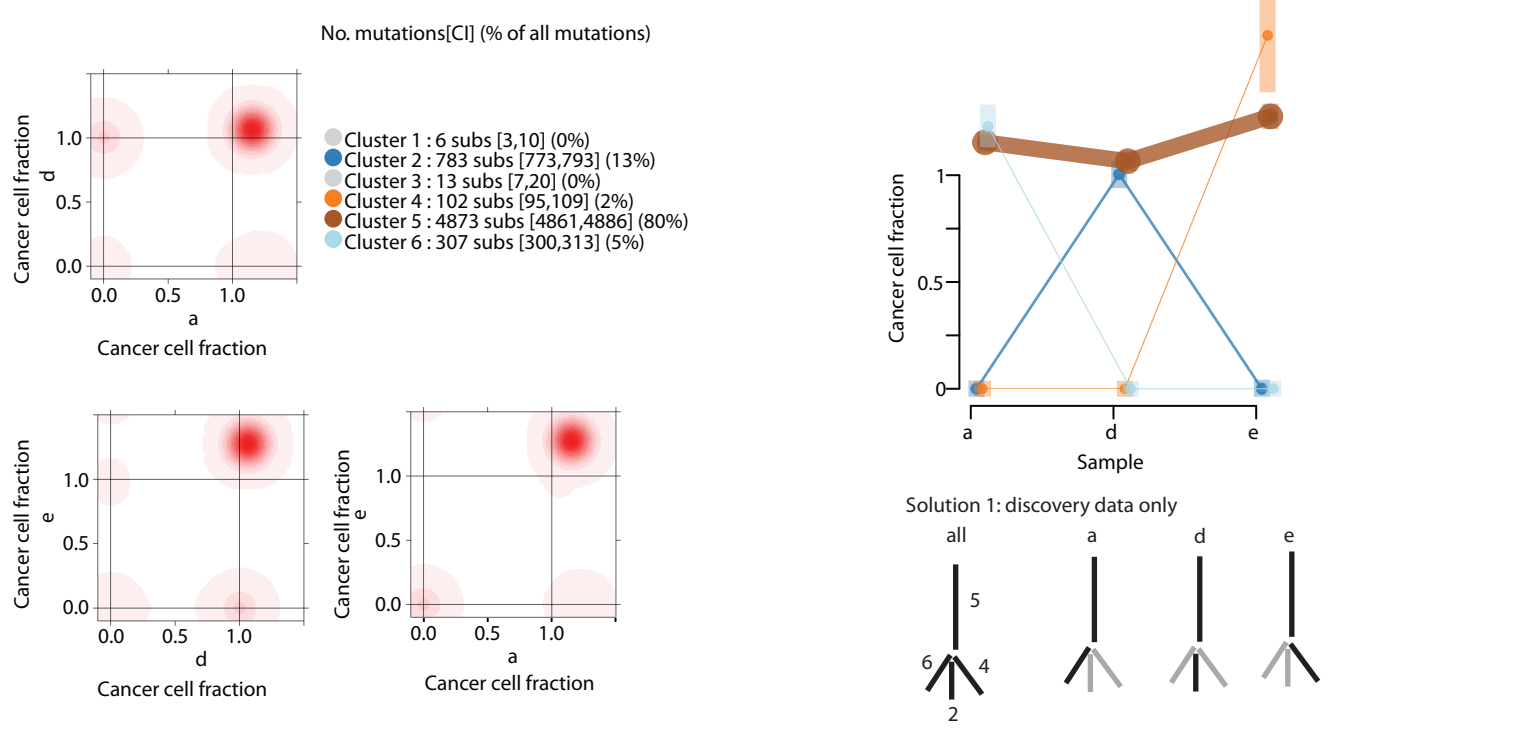 No. mutations[CI] (% of all mutations)
Cancer cell fraction
d
1.0
0.5
0.0
0.0 0.5 1.0
a
Cancer cell fraction
Cluster 1 : 6 subs [3,10] (0%)
Cluster 2 : 783 subs [773,793] (13%)
Cluster 3 : 13 subs [7,20] (0%)
Cluster 4 : 102 subs [95,109] (2%)
Cluster 5 : 4873 subs [4861,4886] (80%)
Cluster 6 : 307 subs [300,313] (5%)
Cancer cell fraction
e
1.0
0.5
0.0
0.0 0.5 1.0
d
Cancer cell fraction
Cancer cell fraction
e
1.0
0.5
0.0
0.0 0.5 1.0
a
Cancer cell fraction
Cancer cell fraction
1
0.5
0
a d e
Sample
Solution 1: discovery data only
all a d e
5
6 4
2